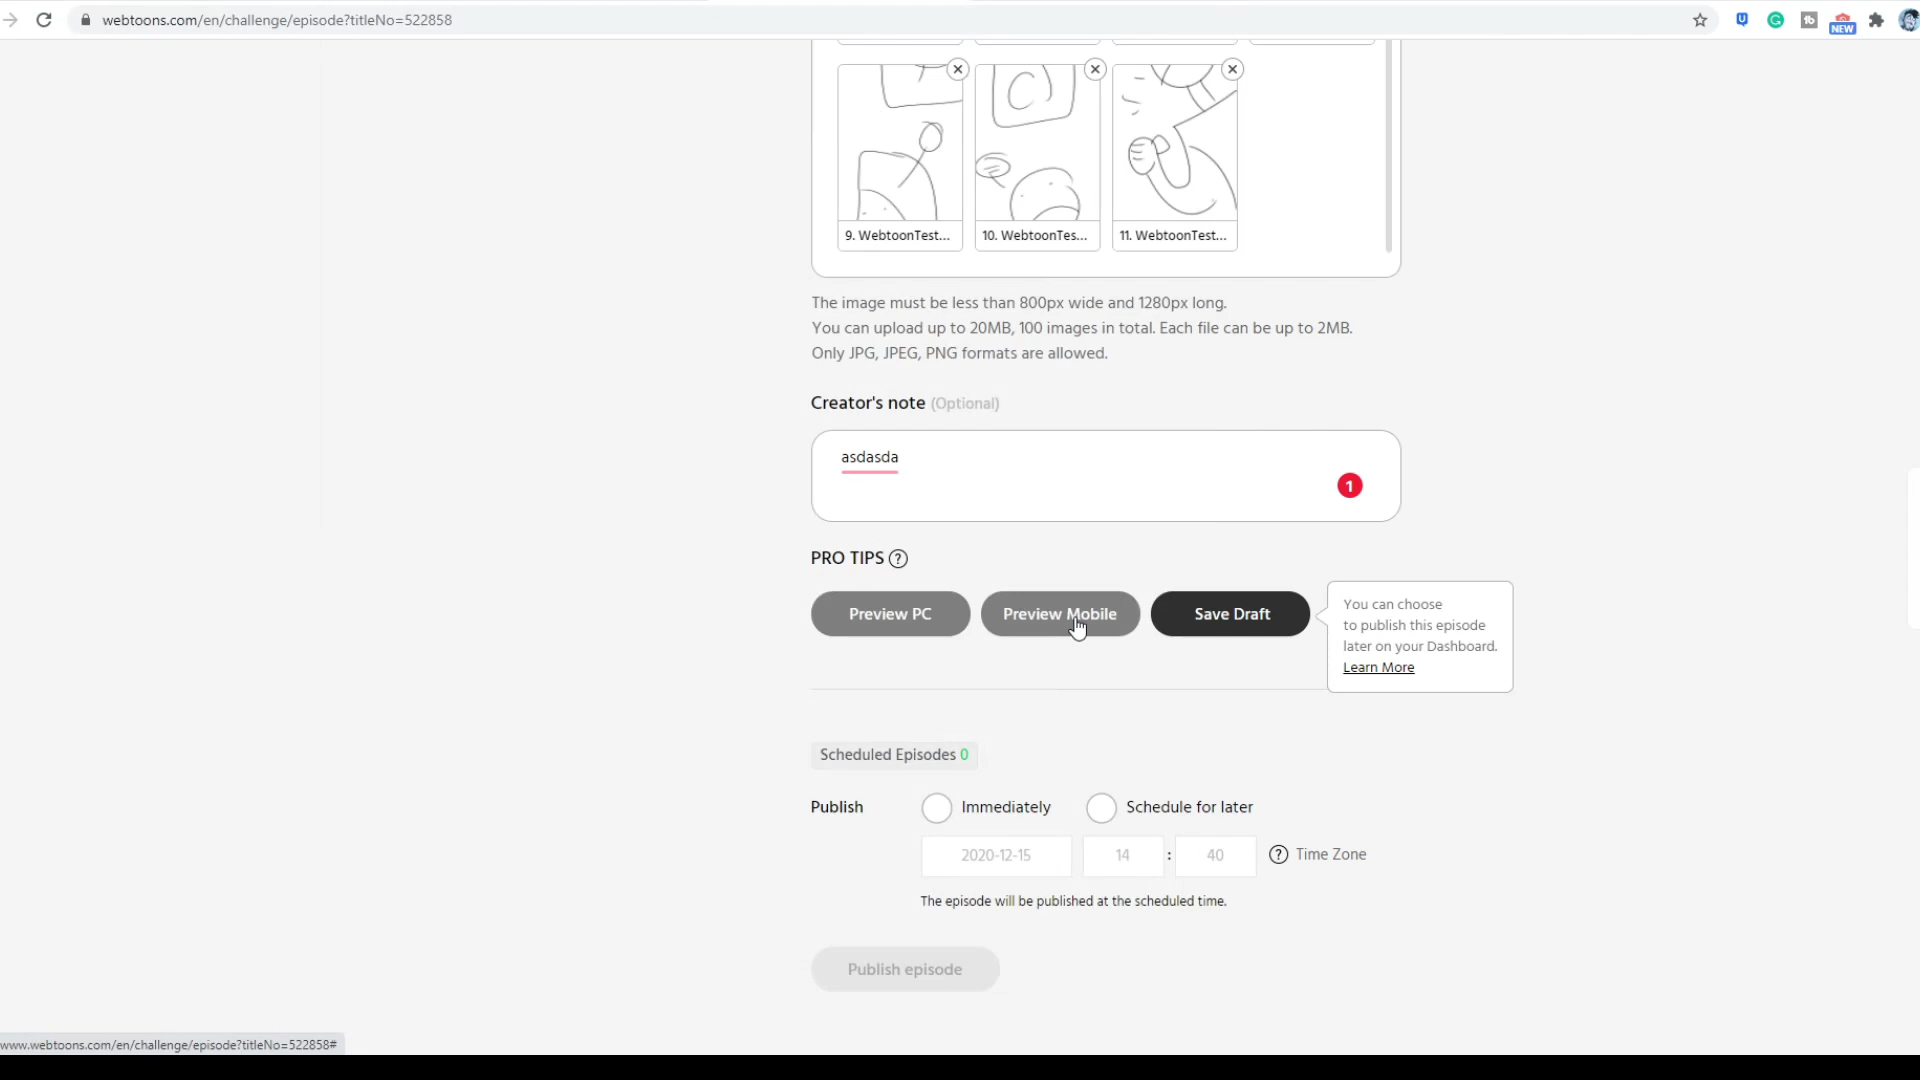 webtoons.com/en/challenge/episode?titleNo=522858
NEW
9. WebtoonTest...
10. WebtoonTes...
11. WebtoonTest...
The image must be less than 800px wide and 1280px long.
You can upload up to 20MB, 100 images in total. Each file can be up to 2MB.
Only JPG, JPEG, PNG formats are allowed.
Creator's note (Optional)
asdasda
1
PRO TIPS ?
Preview PC
Preview Mobile
Save Draft
You can choose
to publish this episode
later on your Dashboard.
Learn More
Scheduled Episodes 0
Publish
Immediately
Schedule for later
2020-12-15
14 : 40
? Time Zone
The episode will be published at the scheduled time.
Publish episode
www.webtoons.com/en/challenge/episode?titleNo=522858#